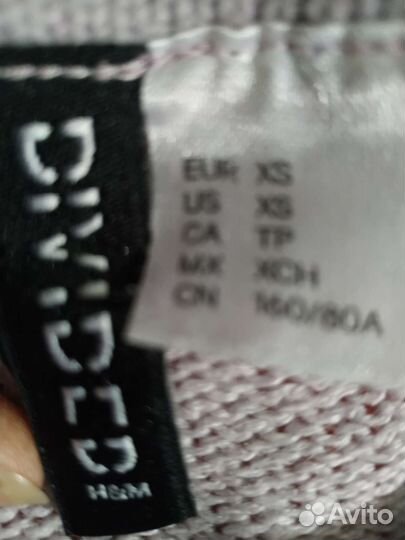 DIVIDED
H&M
EUR XS
US XS
CA TP
MX XCH
CN 160/80A
Avito